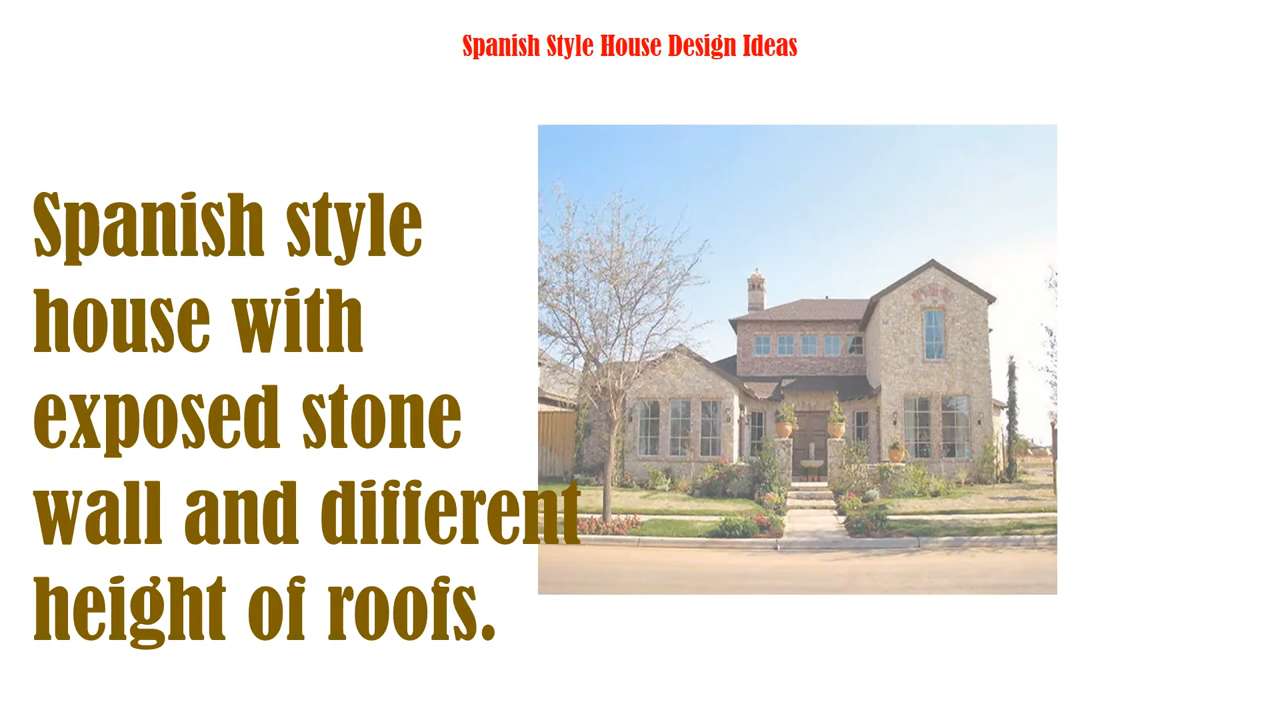 Spanish Style House Design Ideas
Spanish style
house with
exposed stone
wall and different
height of roofs.